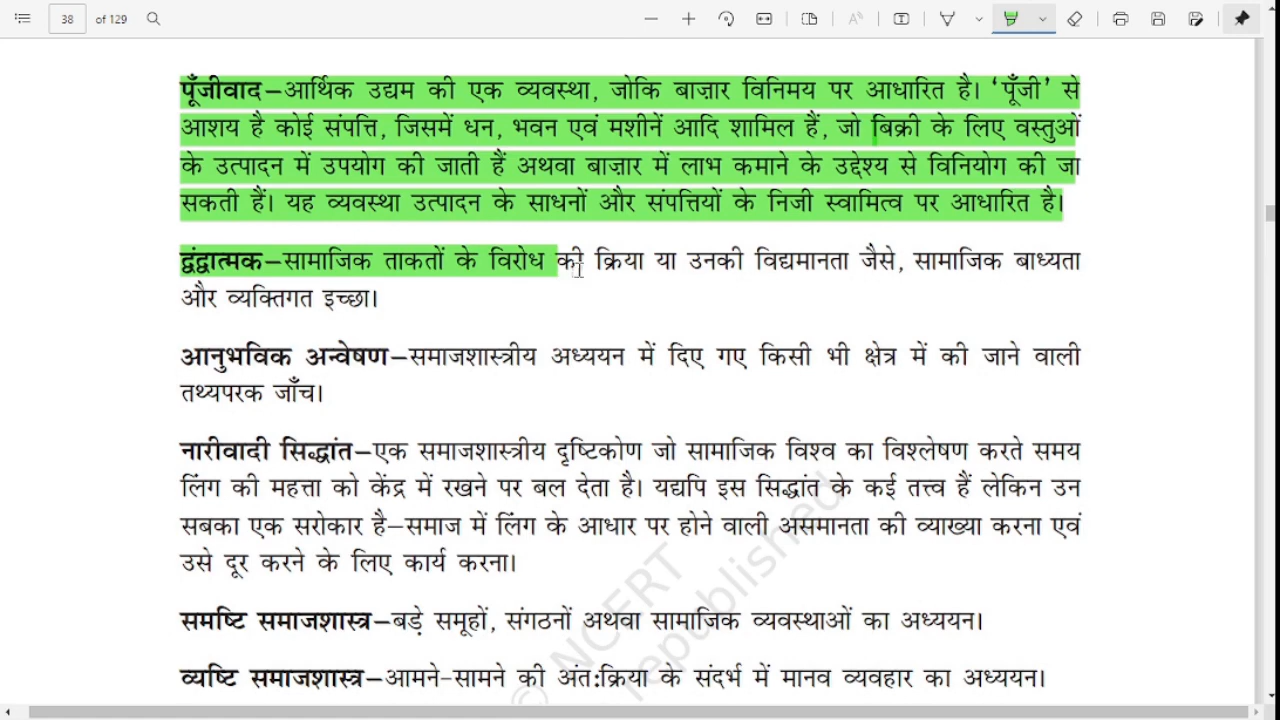 38 of 129
पूँजीवाद–आर्थिक उद्यम की एक व्यवस्था, जोकि बाज़ार विनिमय पर आधारित है। ‘पूँजी’ से
आशय है कोई संपत्ति, जिसमें धन, भवन एवं मशीनें आदि शामिल हैं, जो बिक्री के लिए वस्तुओं
के उत्पादन में उपयोग की जाती हैं अथवा बाज़ार में लाभ कमाने के उद्देश्य से विनियोग की जा
सकती हैं। यह व्यवस्था उत्पादन के साधनों और संपत्तियों के निजी स्वामित्व पर आधारित है।
द्वंद्वात्मक–सामाजिक ताकतों के विरोध की क्रिया या उनकी विद्यमानता जैसे, सामाजिक बाध्यता
और व्यक्तिगत इच्छा।
आनुभविक अन्वेषण–समाजशास्त्रीय अध्ययन में दिए गए किसी भी क्षेत्र में की जाने वाली
तथ्यपरक जाँच।
नारीवादी सिद्धांत–एक समाजशास्त्रीय दृष्टिकोण जो सामाजिक विश्व का विश्लेषण करते समय
लिंग की महत्ता को केंद्र में रखने पर बल देता है। यद्यपि इस सिद्धांत के कई तत्त्व हैं लेकिन उन
सबका एक सरोकार है–समाज में लिंग के आधार पर होने वाली असमानता की व्याख्या करना एवं
उसे दूर करने के लिए कार्य करना।
समष्टि समाजशास्त्र–बड़े समूहों, संगठनों अथवा सामाजिक व्यवस्थाओं का अध्ययन।
व्यष्टि समाजशास्त्र–आमने-सामने की अंत:क्रिया के संदर्भ में मानव व्यवहार का अध्ययन।
© NCERT
republished